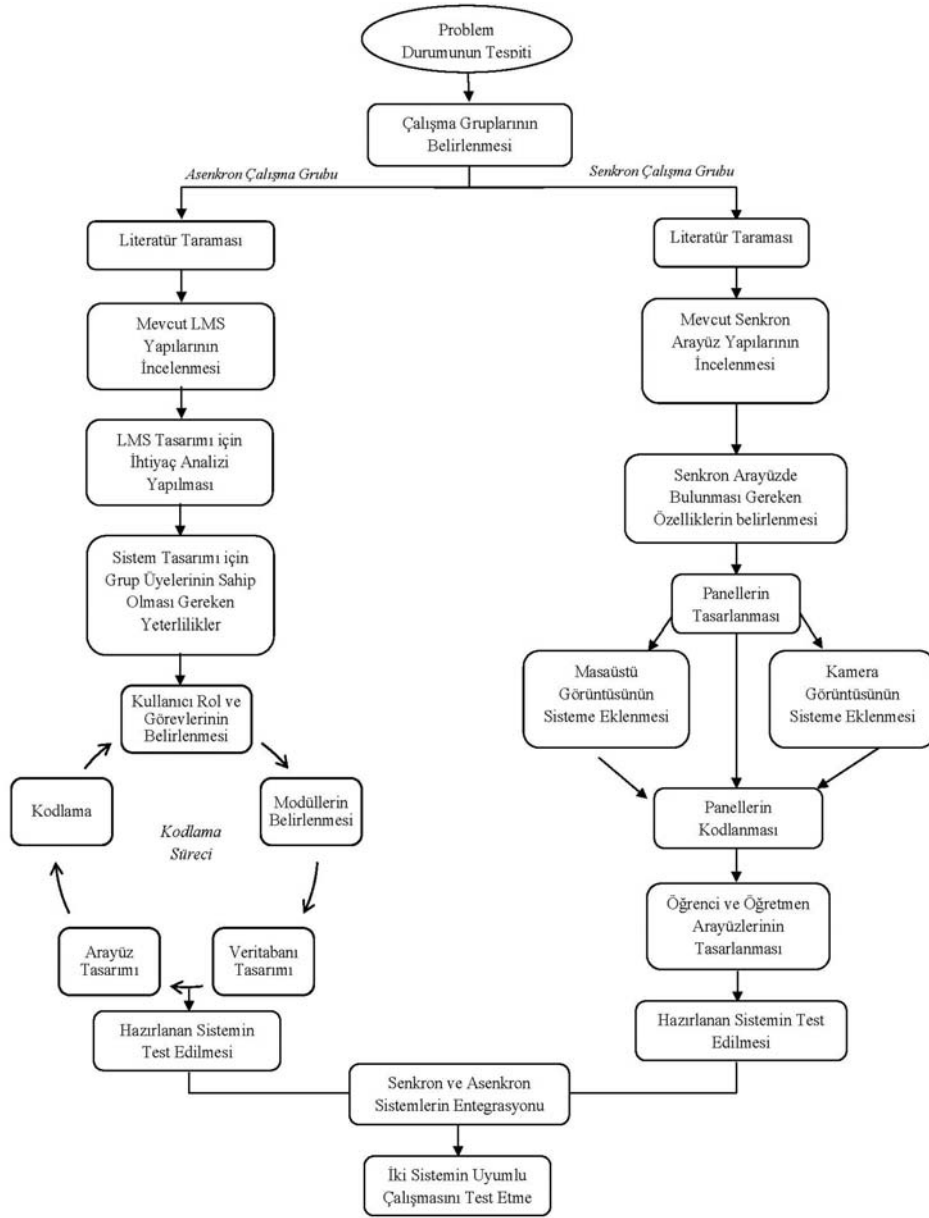 Problem
Durumunun Tespiti
Çalışma Gruplarının
Belirlenmesi
Asenkron Çalışma Grubu
Senkron Çalışma Grubu
Literatür Taraması
Mevcut LMS
Yapılarının
İncelenmesi
LMS Tasarımı için
İhtiyaç Analizi
Yapılması
Sistem Tasarımı için
Grup Üyelerinin Sahip
Olması Gereken
Yeterlilikler
Kullanıcı Rol ve
Görevlerinin
Belirlenmesi
Modüllerin
Belirlenmesi
Veritabanı
Tasarımı
Arayüz
Tasarımı
Kodlama
Kodlama
Süreci
Hazırlanan Sistemin
Test Edilmesi
Literatür Taraması
Mevcut Senkron
Arayüz Yapılarının
İncelenmesi
Senkron Arayüzde
Bulunması Gereken
Özelliklerin belirlenmesi
Panellerin
Tasarlanması
Masaüstü
Görüntüsünün
Sisteme Eklenmesi
Kamera
Görüntüsünün
Sisteme Eklenmesi
Panellerin
Kodlanması
Öğrenci ve Öğretmen
Arayüzlerinin
Tasarlanması
Hazırlanan Sistemin Test
Edilmesi
Senkron ve Asenkron
Sistemlerin Entegrasyonu
İki Sistemin Uyumlu
Çalışmasını Test Etme